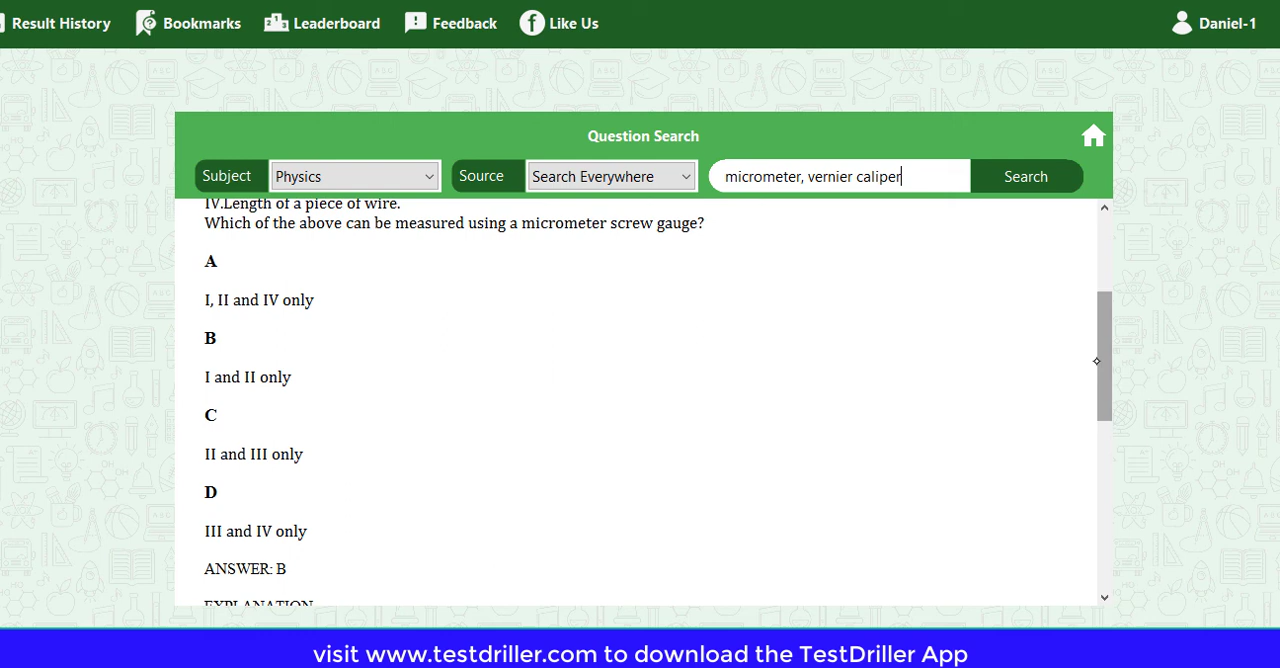 Result History Bookmarks Leaderboard Feedback Like Us Daniel-1
Question Search
Subject Physics Source Search Everywhere micrometer, vernier caliper Search
IV.Length of a piece of wire.
Which of the above can be measured using a micrometer screw gauge?
A
I, II and IV only
B
I and II only
C
II and III only
D
III and IV only
ANSWER: B
EXPLANATION
visit www.testdriller.com to download the TestDriller App